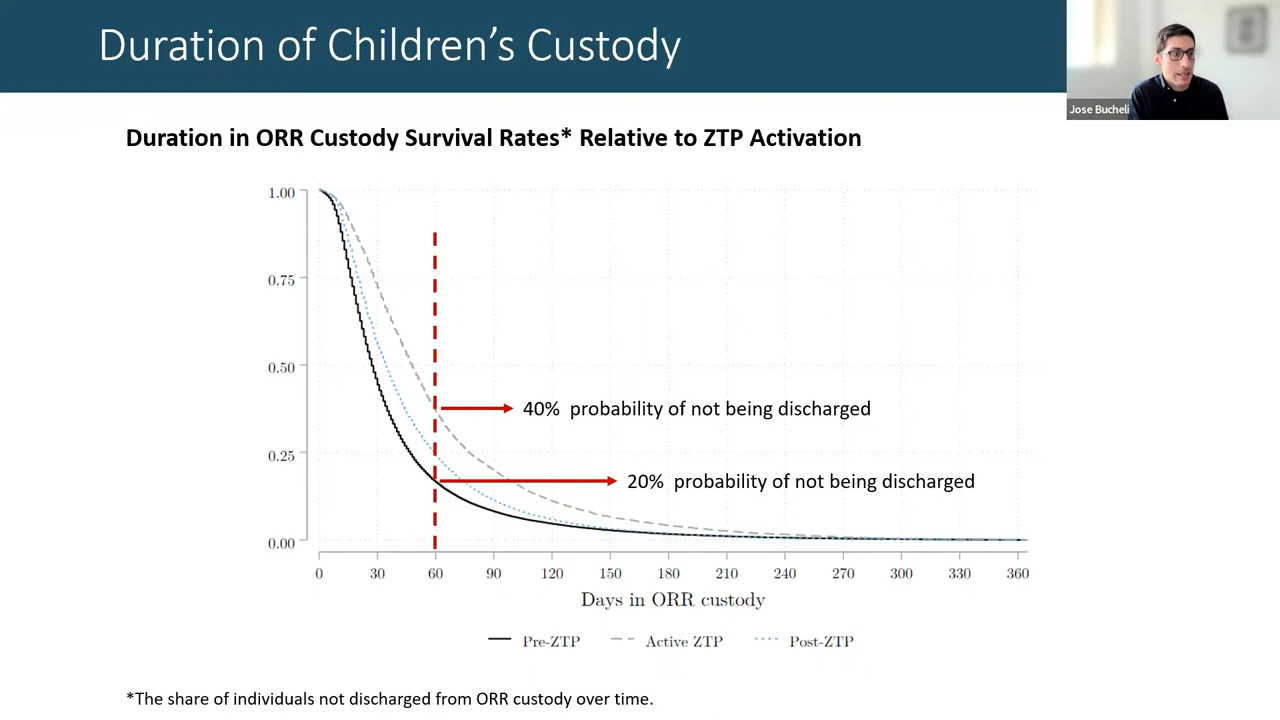 Duration of Children's Custody
Jose Bucheli
Duration in ORR Custody Survival Rates* Relative to ZTP Activation
1.00
0.75
0.50
0.25
0.00
40% probability of not being discharged
20% probability of not being discharged
0 30 60 90 120 150 180 210 240 270 300 330 360
Days in ORR custody
Pre-ZTP Active ZTP Post-ZTP
*The share of individuals not discharged from ORR custody over time.